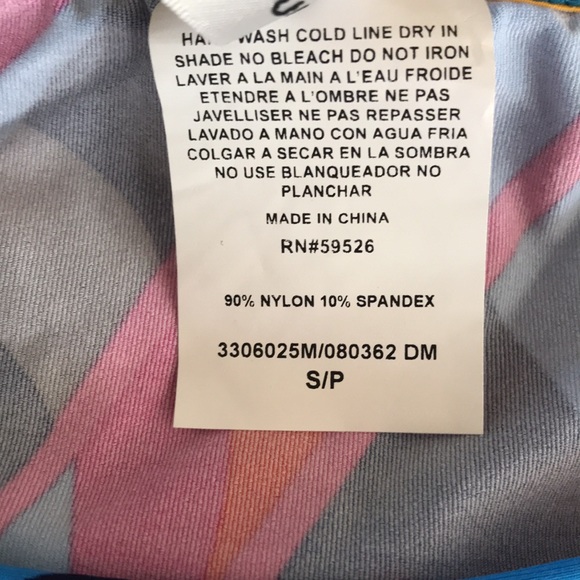 WASH COLD LINE DRY IN
SHADE NO BLEACH DO NOT IRON
LAVER A LA MAIN A L'EAU FROIDE
ETENDRE A L'OMBRE NE PAS
JAVELLISER NE PAS REPASSER
LAVADO A MANO CON AGUA FRIA
COLGAR A SECAR EN LA SOMBRA
NO USE BLANQUEADOR NO
PLANCHAR
MADE IN CHINA
RN#59526
90% NYLON 10% SPANDEX
3306025M/080362 DM
S/P